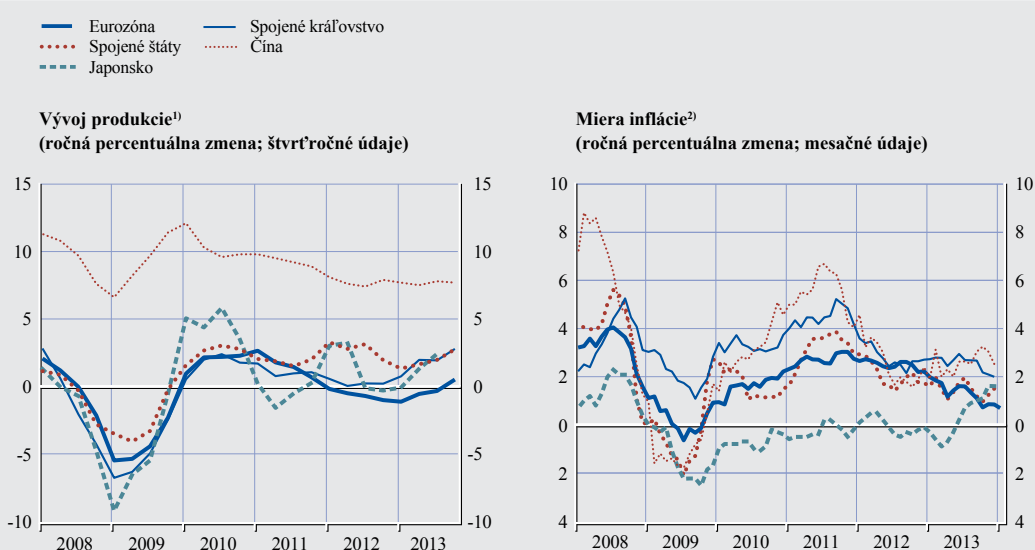 Eurozóna
Spojené kráľovstvo
Spojené štáty
Čína
Japonsko
Vývoj produkcie1)
(ročná percentuálna zmena; štvrťročné údaje)
15 15
10 10
5 5
0 0
-5 -5
-10 -10
2008 2009 2010 2011 2012 2013
Miera inflácie2)
(ročná percentuálna zmena; mesačné údaje)
10 10
8 8
6 6
4 4
2 2
0 0
2 2
4 4
2008 2009 2010 2011 2012 2013